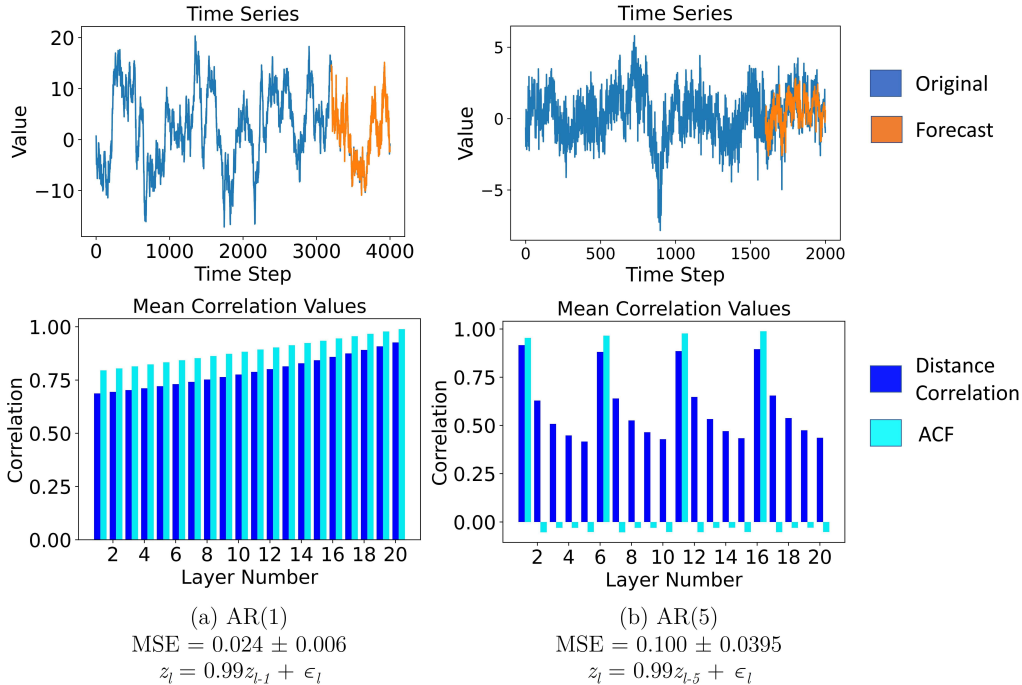 Time Series
20
10
0
−10
Value
0 1000 2000 3000 4000
Time Step
Time Series
5
0
−5
Value
0 500 1000 1500 2000
Time Step
Original
Forecast
Mean Correlation Values
1.00
0.75
0.50
0.25
0.00
Correlation
2 4 6 8 10 12 14 16 18 20
Layer Number
Mean Correlation Values
1.00
0.75
0.50
0.25
0.00
Correlation
2 4 6 8 10 12 14 16 18 20
Layer Number
Distance
Correlation
ACF
(a) AR(1)
MSE = 0.024 ± 0.006
z_l = 0.99z_{l-1} + ϵ_l
(b) AR(5)
MSE = 0.100 ± 0.0395
z_l = 0.99z_{l-5} + ϵ_l